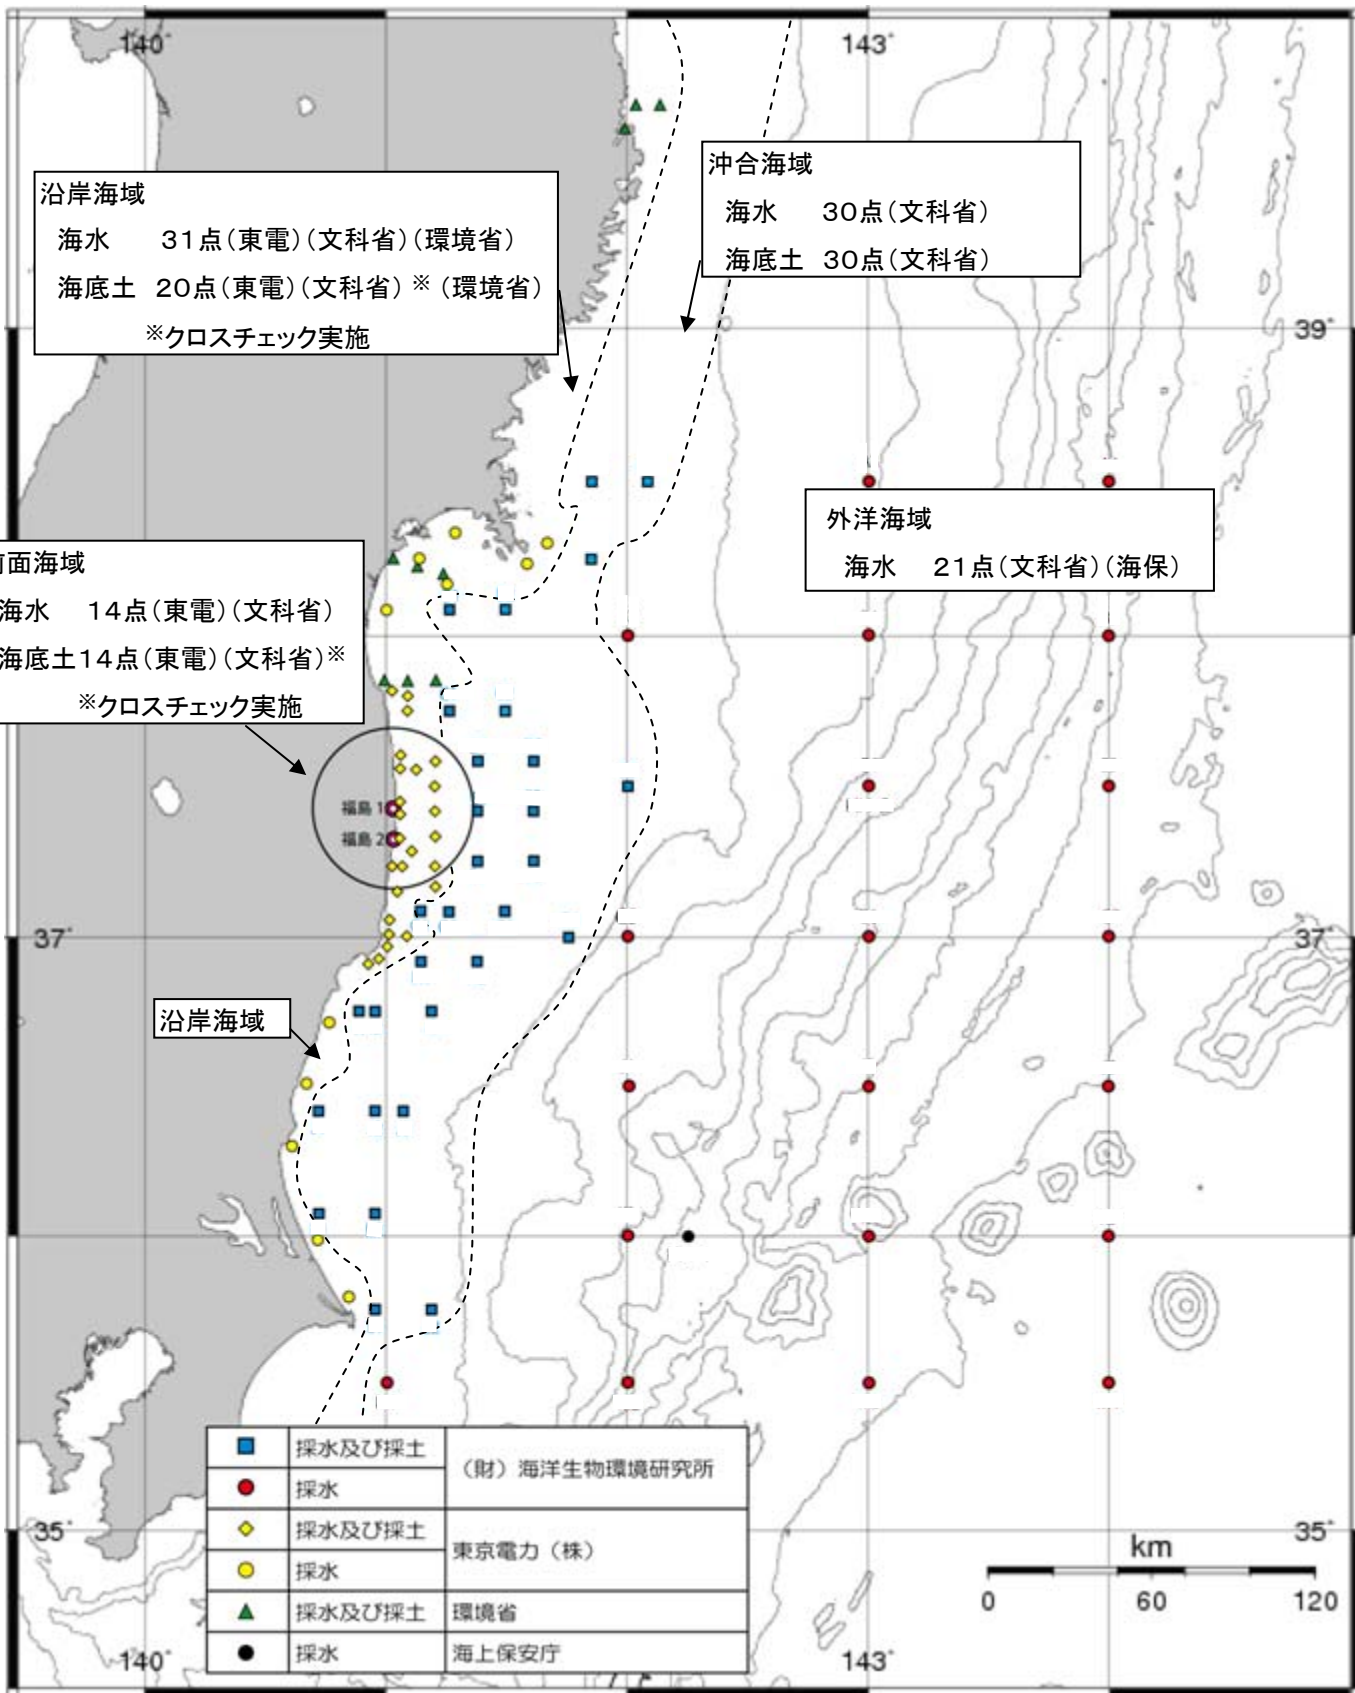 140°
143°
沿岸海域
海水 31点(東電)(文科省)(環境省)
海底土 20点(東電)(文科省)※(環境省)
※クロスチェック実施
沖合海域
海水 30点(文科省)
海底土 30点(文科省)
39°
外洋海域
海水 21点(文科省)(海保)
面海域
海水 14点(東電)(文科省)
海底土14点(東電)(文科省)※
※クロスチェック実施
福島 1
福島 2
37°
37°
沿岸海域
採水及び採土 (財)海洋生物環境研究所
採水
採水及び採土 東京電力(株)
採水
採水及び採土 環境省
採水 海上保安庁
35°
35°
km
0 60 120
140°
143°